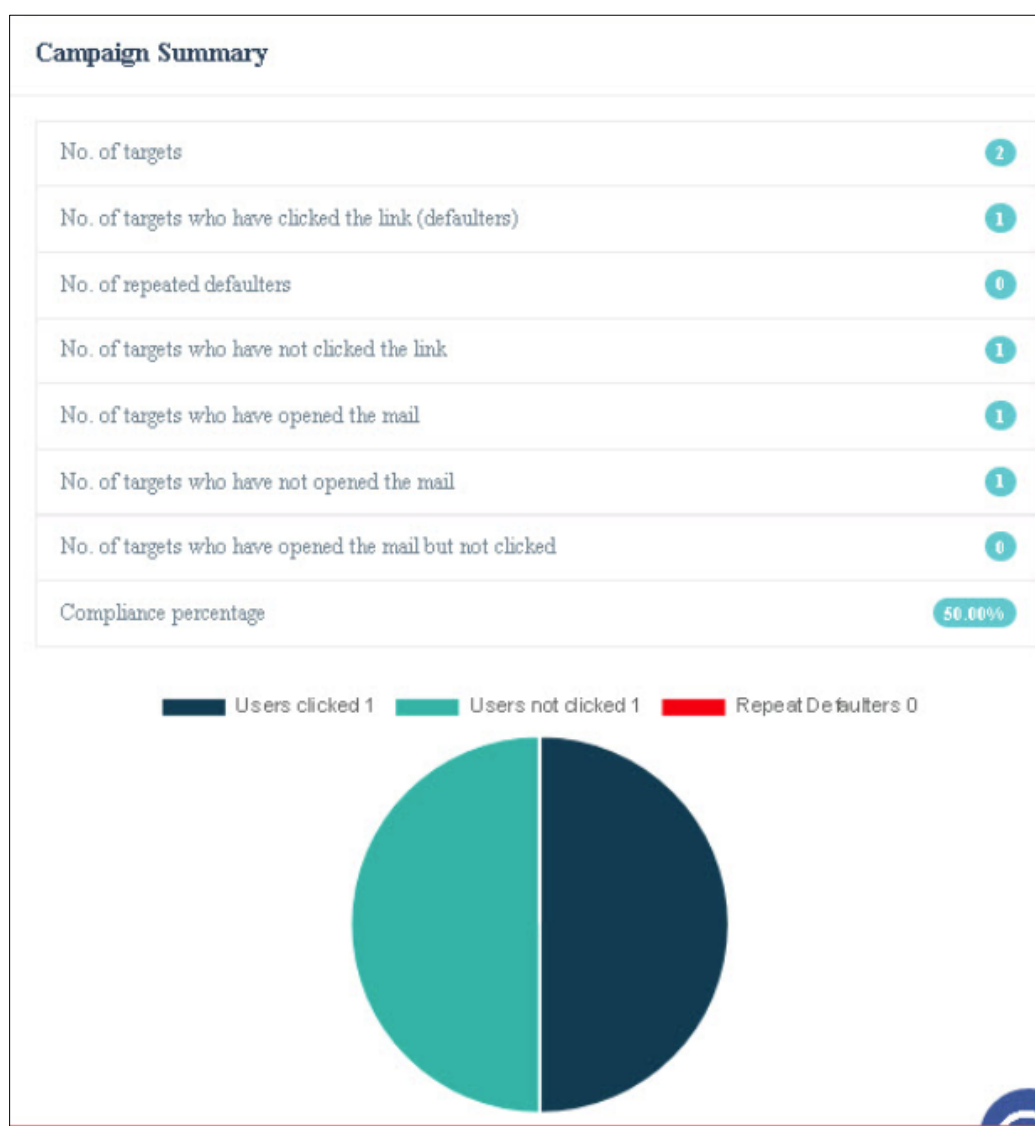 Campaign Summary
No. of targets 2
No. of targets who have clicked the link (defaulters) 1
No. of repeated defaulters 0
No. of targets who have not clicked the link 1
No. of targets who have opened the mail 1
No. of targets who have not opened the mail 1
No. of targets who have opened the mail but not clicked 0
Compliance percentage 50.00%
Users clicked 1 Users not clicked 1 Repeat Defaulters 0